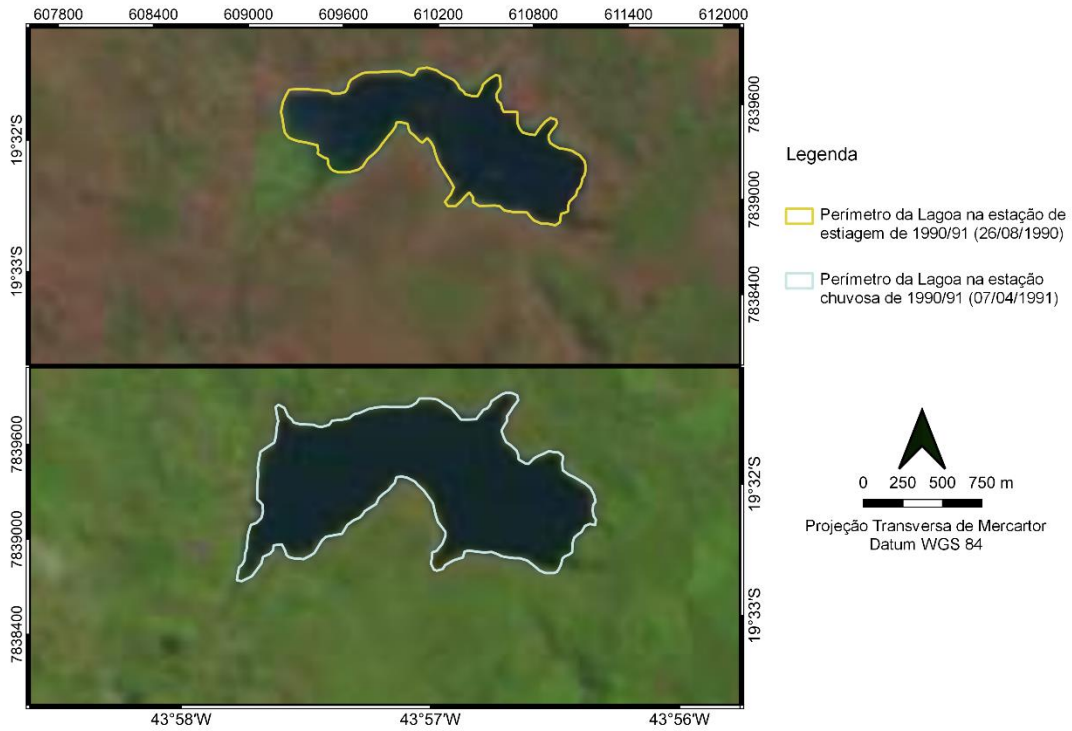 607800 608400 609000 609600 610200 610800 611400 612000
19°32'S
19°33'S
7839600
7839000
7838400
7839600
7839000
7838400
19°32'S
19°33'S
43°58'W 43°57'W 43°56'W
Legenda
Perímetro da Lagoa na estação de
estiagem de 1990/91 (26/08/1990)
Perímetro da Lagoa na estação
chuvosa de 1990/91 (07/04/1991)
0 250 500 750 m
Projeção Transversa de Mercartor
Datum WGS 84